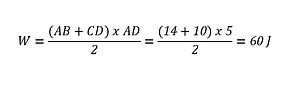 W = (AB + CD) x AD / 2 = (14 + 10) x 5 / 2 = 60 J